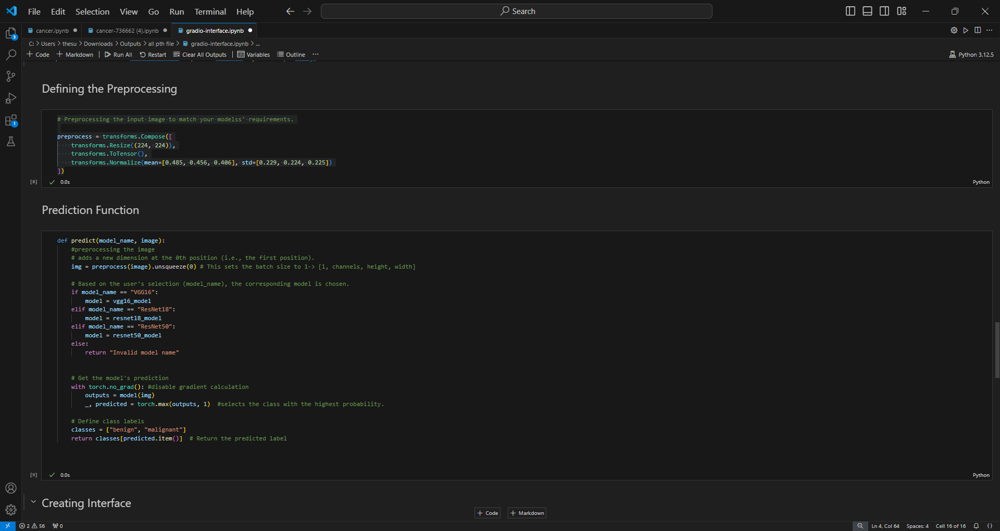 File Edit Selection View Go Run Terminal Help Search
cancer.ipynb cancer-736662 (4).ipynb gradio-interface.ipynb
C: > Users > thesu > Downloads > Outputs > all pth file > gradio-interface.ipynb > ...
+ Code + Markdown Run All Restart Clear All Outputs Variables Outline ... Python 3.12.5
Defining the Preprocessing
# Preprocessing the input image to match your modelss' requirements.
preprocess = transforms.Compose([
transforms.Resize((224, 224)),
transforms.ToTensor(),
transforms.Normalize(mean=[0.485, 0.456, 0.406], std=[0.229, 0.224, 0.225])
])
[8] 0.0s Python
Prediction Function
def predict(model_name, image):
#preprocessing the image
# adds a new dimension at the 0th position (i.e., the first position).
img = preprocess(image).unsqueeze(0) # This sets the batch size to 1-> [1, channels, height, width]
# Based on the user's selection (model_name), the corresponding model is chosen.
if model_name == "VGG16":
model = vgg16_model
elif model_name == "ResNet18":
model = resnet18_model
elif model_name == "ResNet50":
model = resnet50_model
else:
return "Invalid model name"
# Get the model's prediction
with torch.no_grad(): #disable gradient calculation
outputs = model(img)
_, predicted = torch.max(outputs, 1)  #selects the class with the highest probability.
# Define class labels
classes = ["benign", "malignant"]
return classes[predicted.item()]  # Return the predicted label
[9] 0.0s Python
Creating Interface
+ Code + Markdown
2 56 0 Ln 4, Col 64 Spaces: 4 Cell 16 of 16 {}
3
1